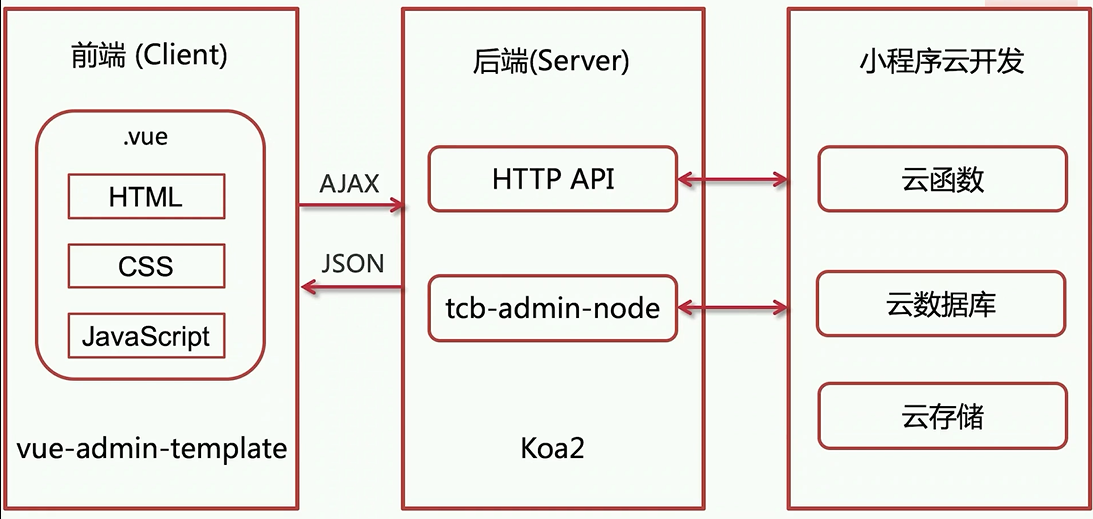 前端 (Client)
.vue
HTML
CSS
JavaScript
vue-admin-template
AJAX
JSON
后端(Server)
HTTP API
tcb-admin-node
Koa2
小程序云开发
云函数
云数据库
云存储